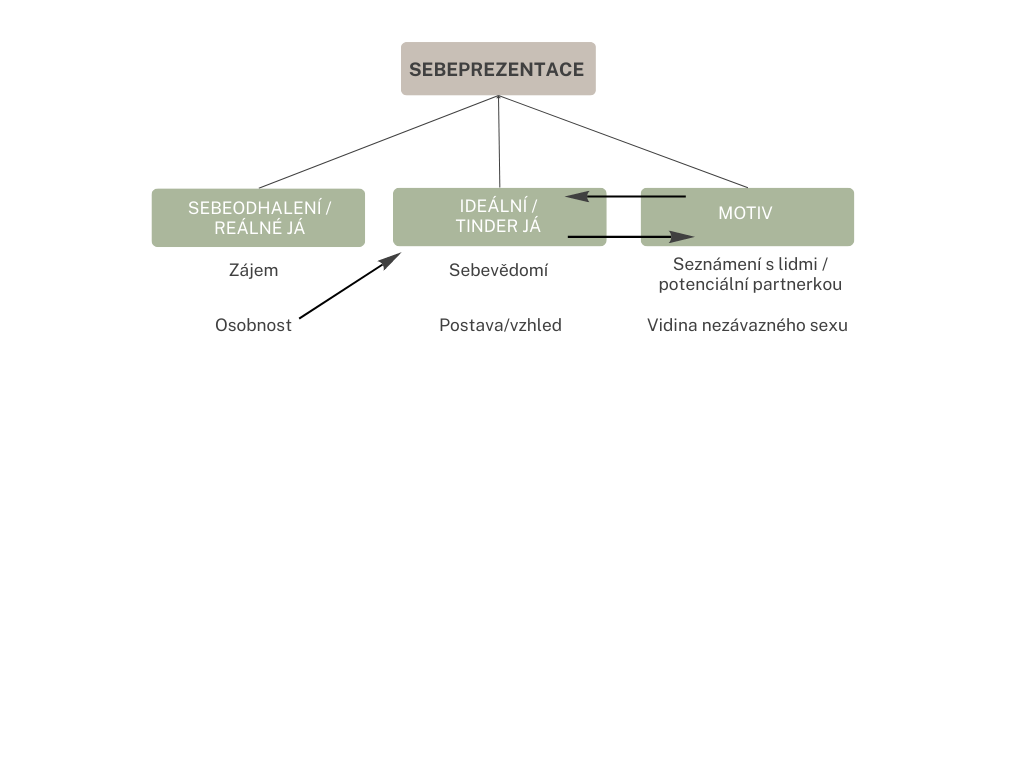 SEBEPREZENTACE
SEBEODHALENÍ /
REÁLNÉ JÁ
IDEÁLNÍ /
TINDER JÁ
MOTIV
Zájem
Sebevědomí
Seznámení s lidmi /
potenciální partnerkou
Osobnost
Postava/vzhled
Vidina nezávazného sexu